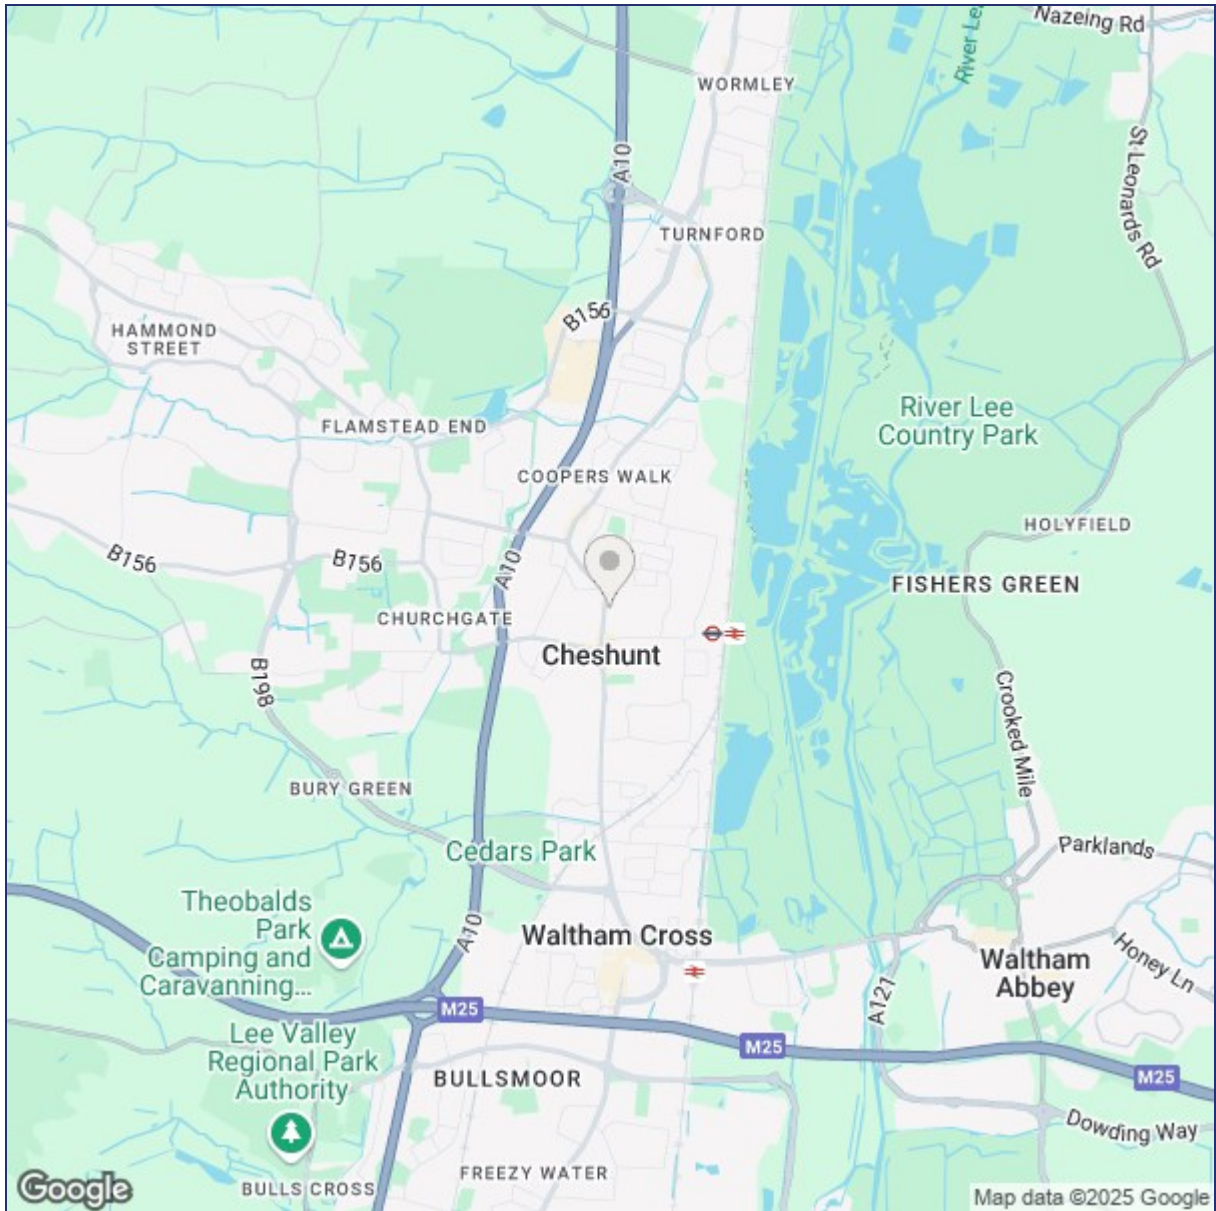 Nazeing Rd
River Lee
WORMLEY
A10
St Leonards Rd
TURNFORD
B156
HAMMOND
STREET
River Lee
Country Park
FLAMSTEAD END
COOPERS WALK
HOLYFIELD
B156
B156
A10
FISHERS GREEN
CHURCHGATE
Cheshunt
B198
Crooked Mile
BURY GREEN
Parklands
Cedars Park
Theobalds
Park
Camping and
Caravanning...
A10
Waltham Cross
Waltham
Abbey
Honey Ln
A121
M25
Lee Valley
Regional Park
Authority
M25
M25
BULLSMOOR
Dowding Way
FREEZY WATER
BULLS CROSS
Google
Map data ©2025 Google